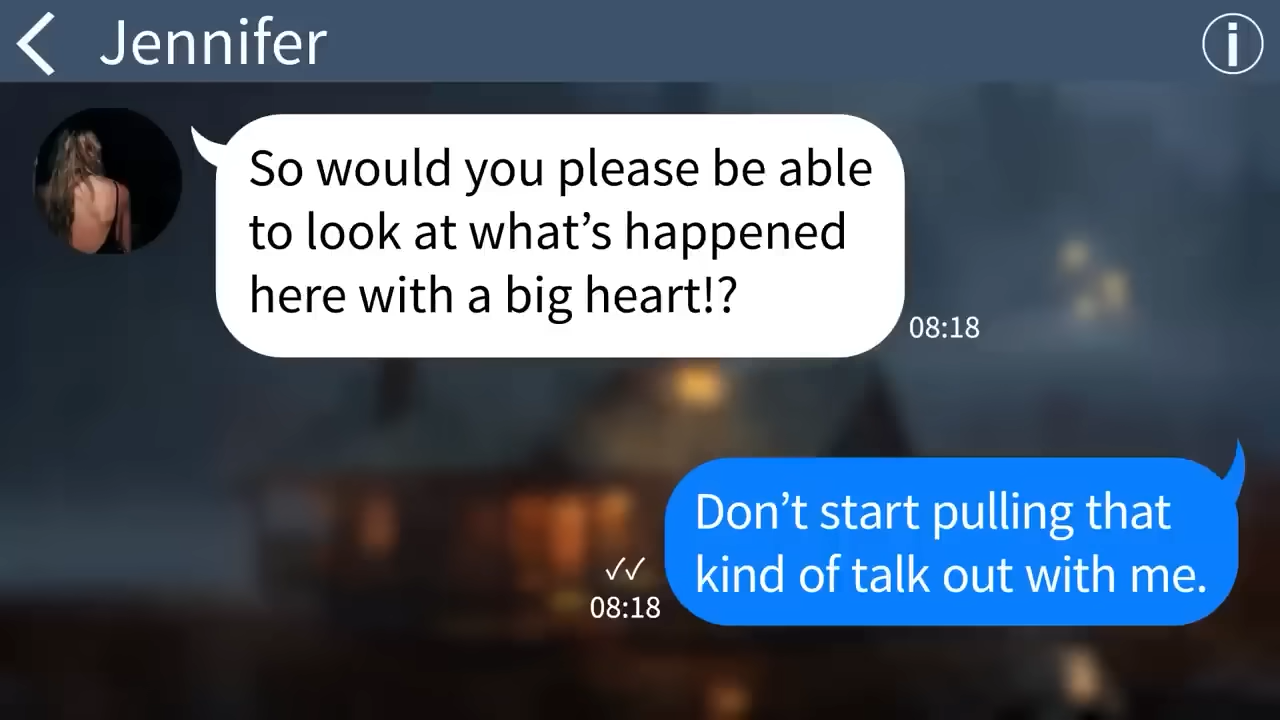 Jennifer
So would you please be able
to look at what’s happened
here with a big heart!?
08:18
Don’t start pulling that
kind of talk out with me.
08:18